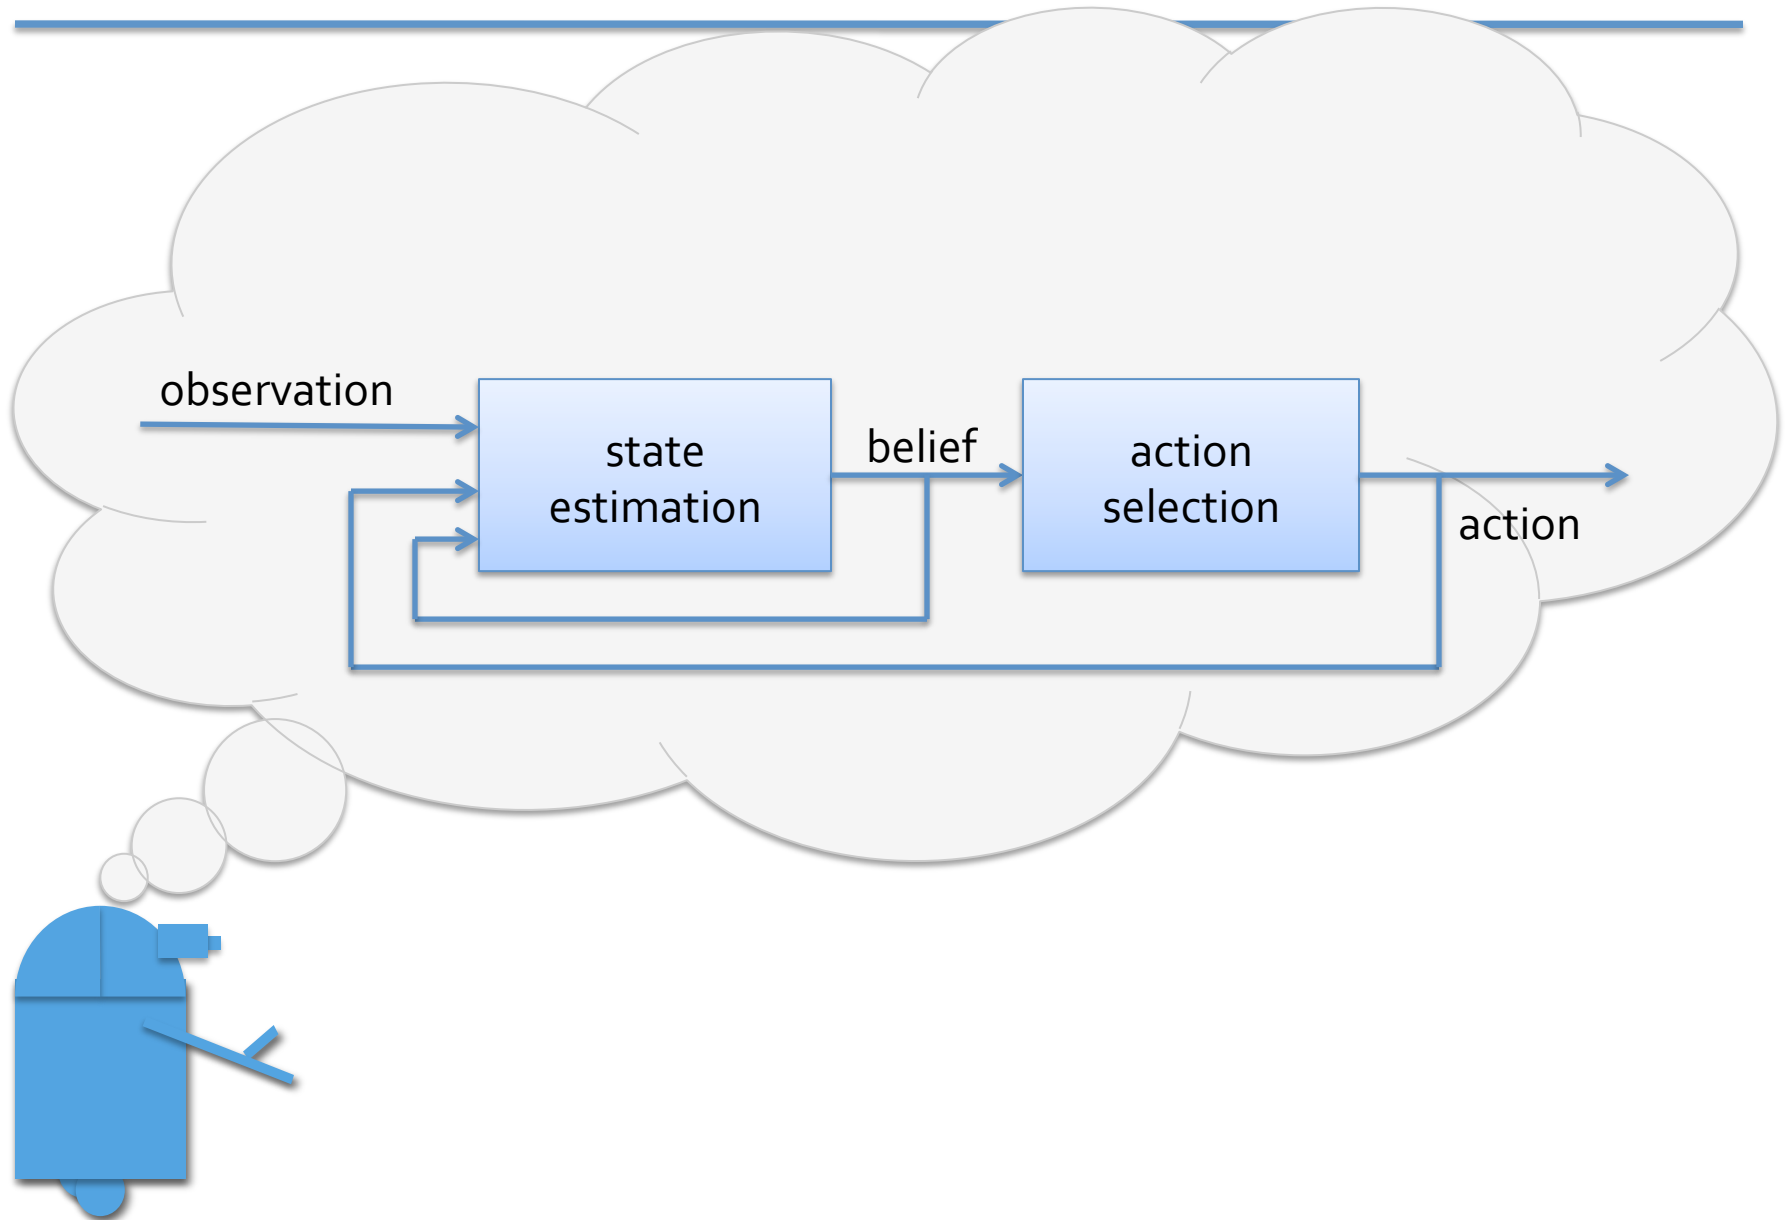 observation
state
estimation
belief
action
selection
action